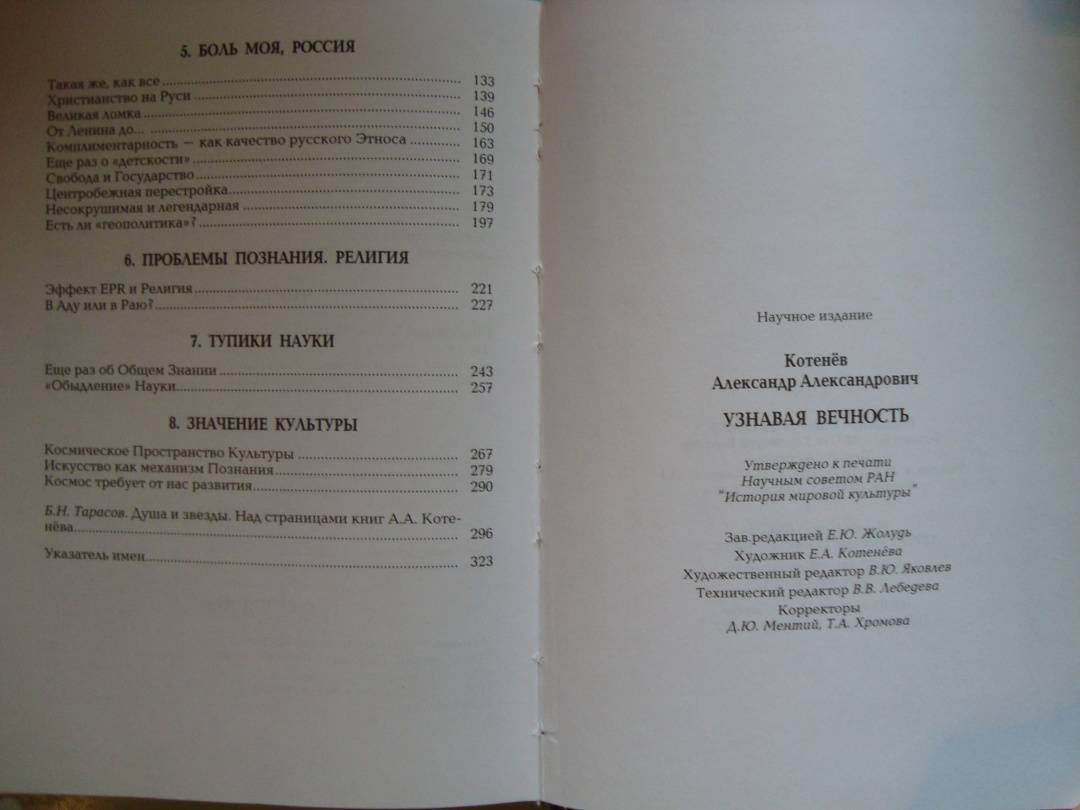 5. БОЛЬ МОЯ, РОССИЯ
Такая же, как все ........ 133
Христианство на Руси ........ 139
Великая ломка ........ 146
От Ленина до... ........ 150
Комплиментарность — как качество русского Этноса ........ 163
Еще раз о «детскости» ........ 169
Свобода и Государство ........ 171
Центробежная перестройка ........ 173
Несокрушимая и легендарная ........ 179
Есть ли «геополитика»? ........ 197
6. ПРОБЛЕМЫ ПОЗНАНИЯ. РЕЛИГИЯ
Эффект EPR и Религия ........ 221
В Аду или в Раю? ........ 227
7. ТУПИКИ НАУКИ
Еще раз об Общем Знании ........ 243
«Обыдление» Науки ........ 257
8. ЗНАЧЕНИЕ КУЛЬТУРЫ
Космическое Пространство Культуры ........ 267
Искусство как механизм Познания ........ 279
Космос требует от нас развития ........ 290
Б.Н. Тарасов. Душа и звезды. Над страницами книг А.А. Коте-
нёва ........ 296
Указатель имен ........ 323
Научное издание
Котенёв
Александр Александрович
УЗНАВАЯ ВЕЧНОСТЬ
Утверждено к печати
Научным советом РАН
"История мировой культуры"
Зав.редакцией Е.Ю. Жолудь
Художник Е.А. Котенёва
Художественный редактор В.Ю. Яковлев
Технический редактор В.В. Лебедева
Корректоры
Д.Ю. Ментий, Т.А. Хромова